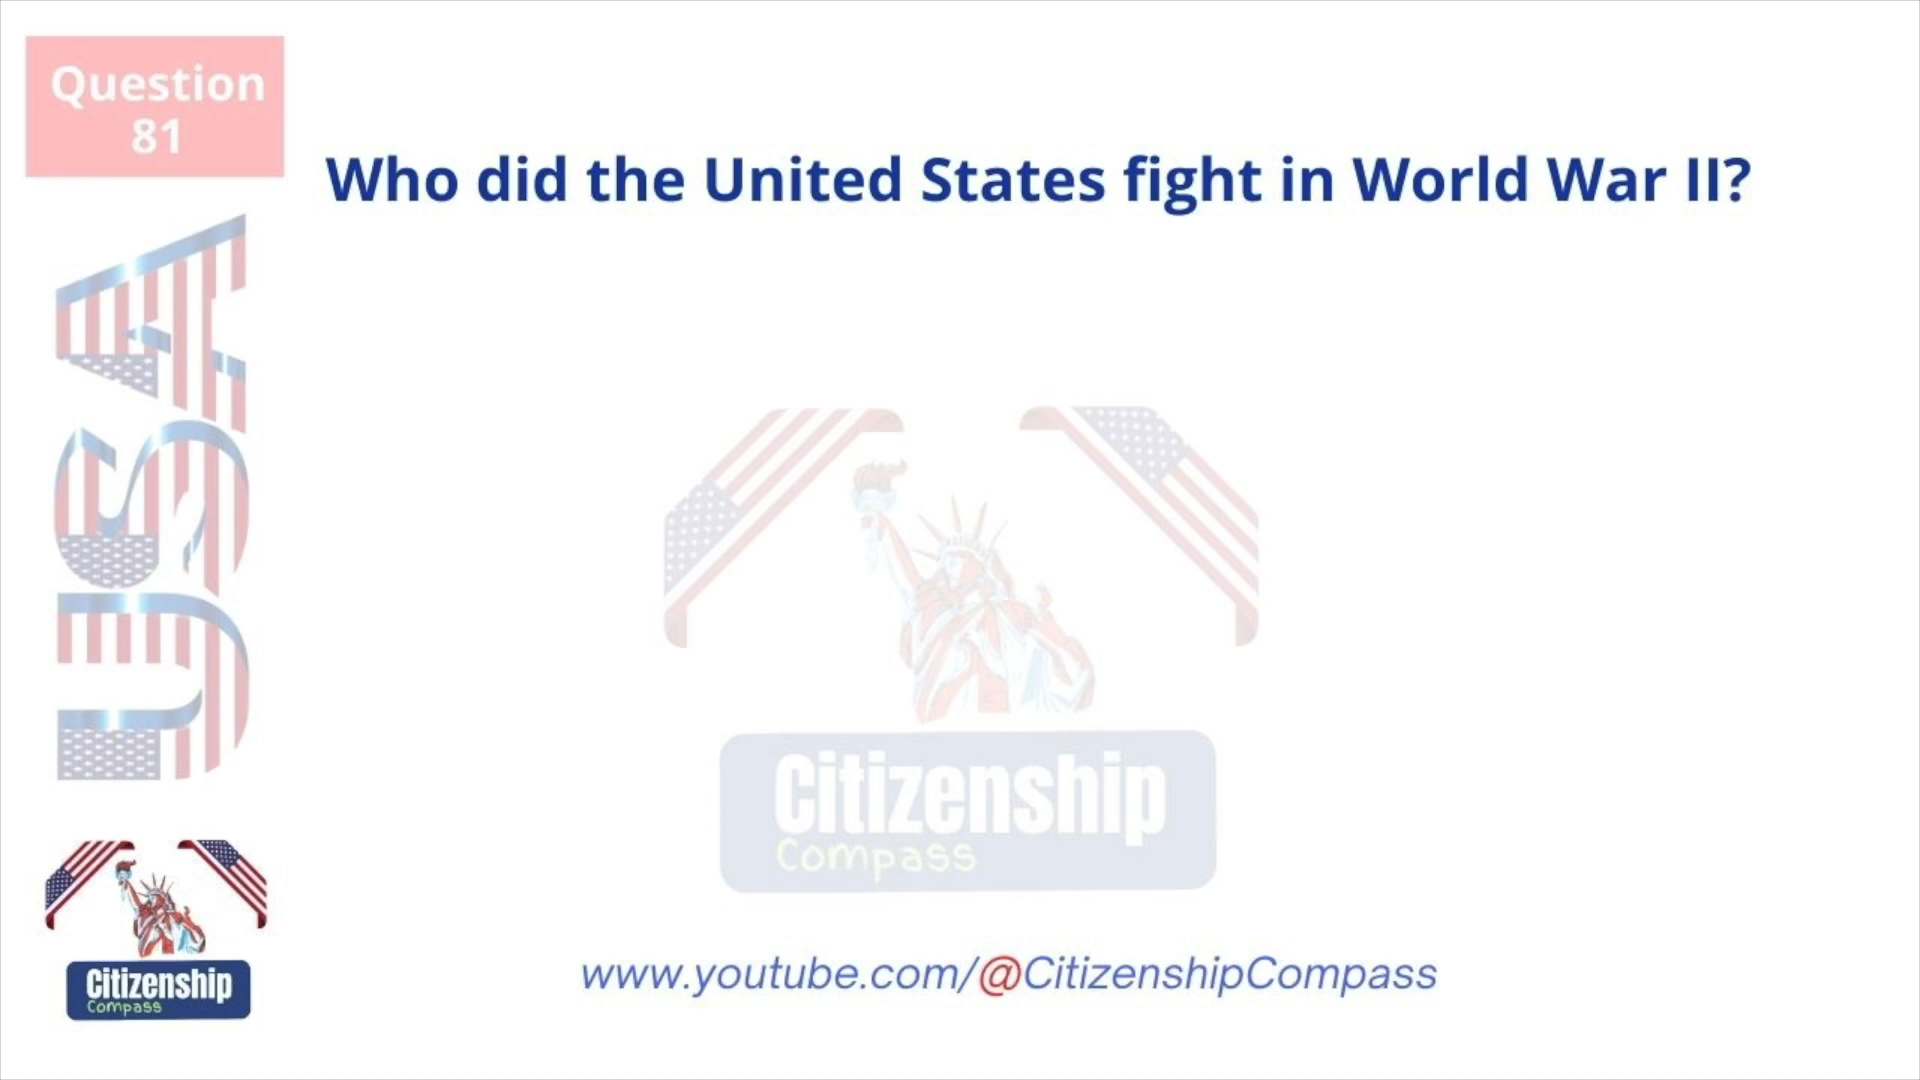 Question
81
Who did the United States fight in World War II?
USA
Citizenship
Compass
Citizenship
Compass
www.youtube.com/@CitizenshipCompass